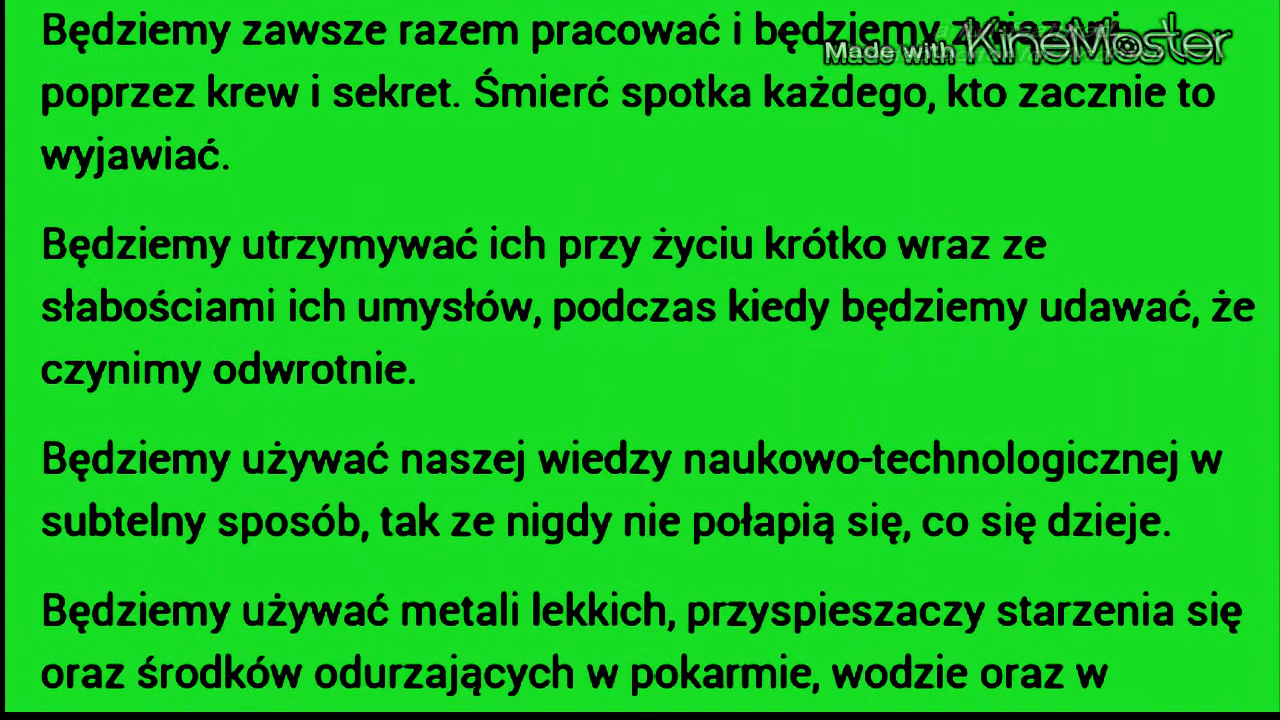 Będziemy zawsze razem pracować i będziemy
Made with KINEMASTER
poprzez krew i sekret. Śmierć spotka każdego, kto zacznie to
wyjawiać.
Będziemy utrzymywać ich przy życiu krótko wraz ze
słabościami ich umysłów, podczas kiedy będziemy udawać, że
czynimy odwrotnie.
Będziemy używać naszej wiedzy naukowo-technologicznej w
subtelny sposób, tak ze nigdy nie połapią się, co się dzieje.
Będziemy używać metali lekkich, przyspieszaczy starzenia się
oraz środków odurzających w pokarmie, wodzie oraz w